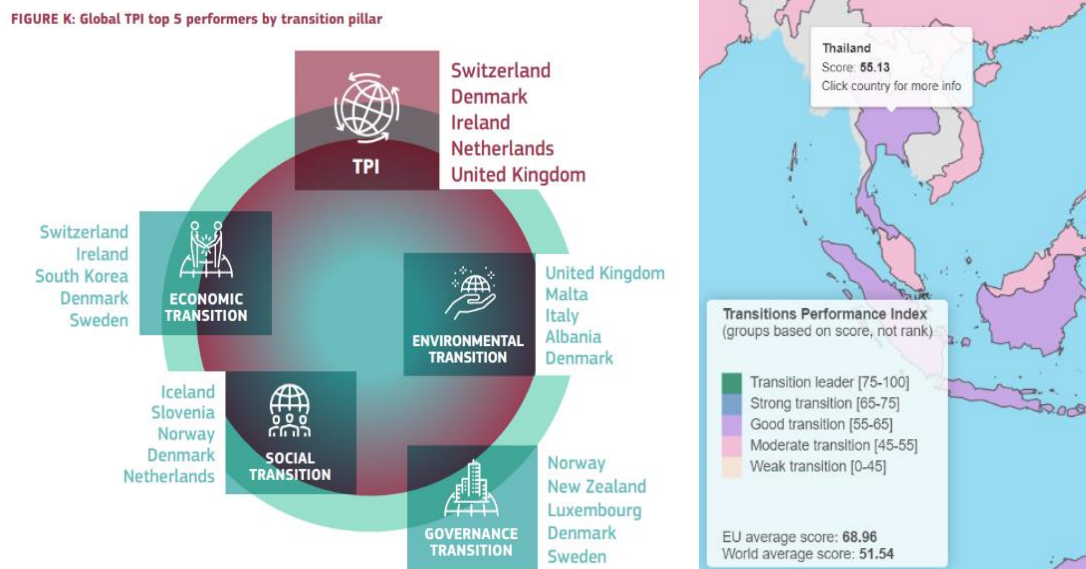 FIGURE K: Global TPI top 5 performers by transition pillar
TPI
Switzerland
Denmark
Ireland
Netherlands
United Kingdom
Switzerland
Ireland
South Korea
Denmark
Sweden
ECONOMIC
TRANSITION
ENVIRONMENTAL
TRANSITION
United Kingdom
Malta
Italy
Albania
Denmark
Iceland
Slovenia
Norway
Denmark
Netherlands
SOCIAL
TRANSITION
GOVERNANCE
TRANSITION
Norway
New Zealand
Luxembourg
Denmark
Sweden
Thailand
Score: 55.13
Click country for more info
Transitions Performance Index
(groups based on score, not rank)
Transition leader [75-100]
Strong transition [65-75]
Good transition [55-65]
Moderate transition [45-55]
Weak transition [0-45]
EU average score: 68.96
World average score: 51.54